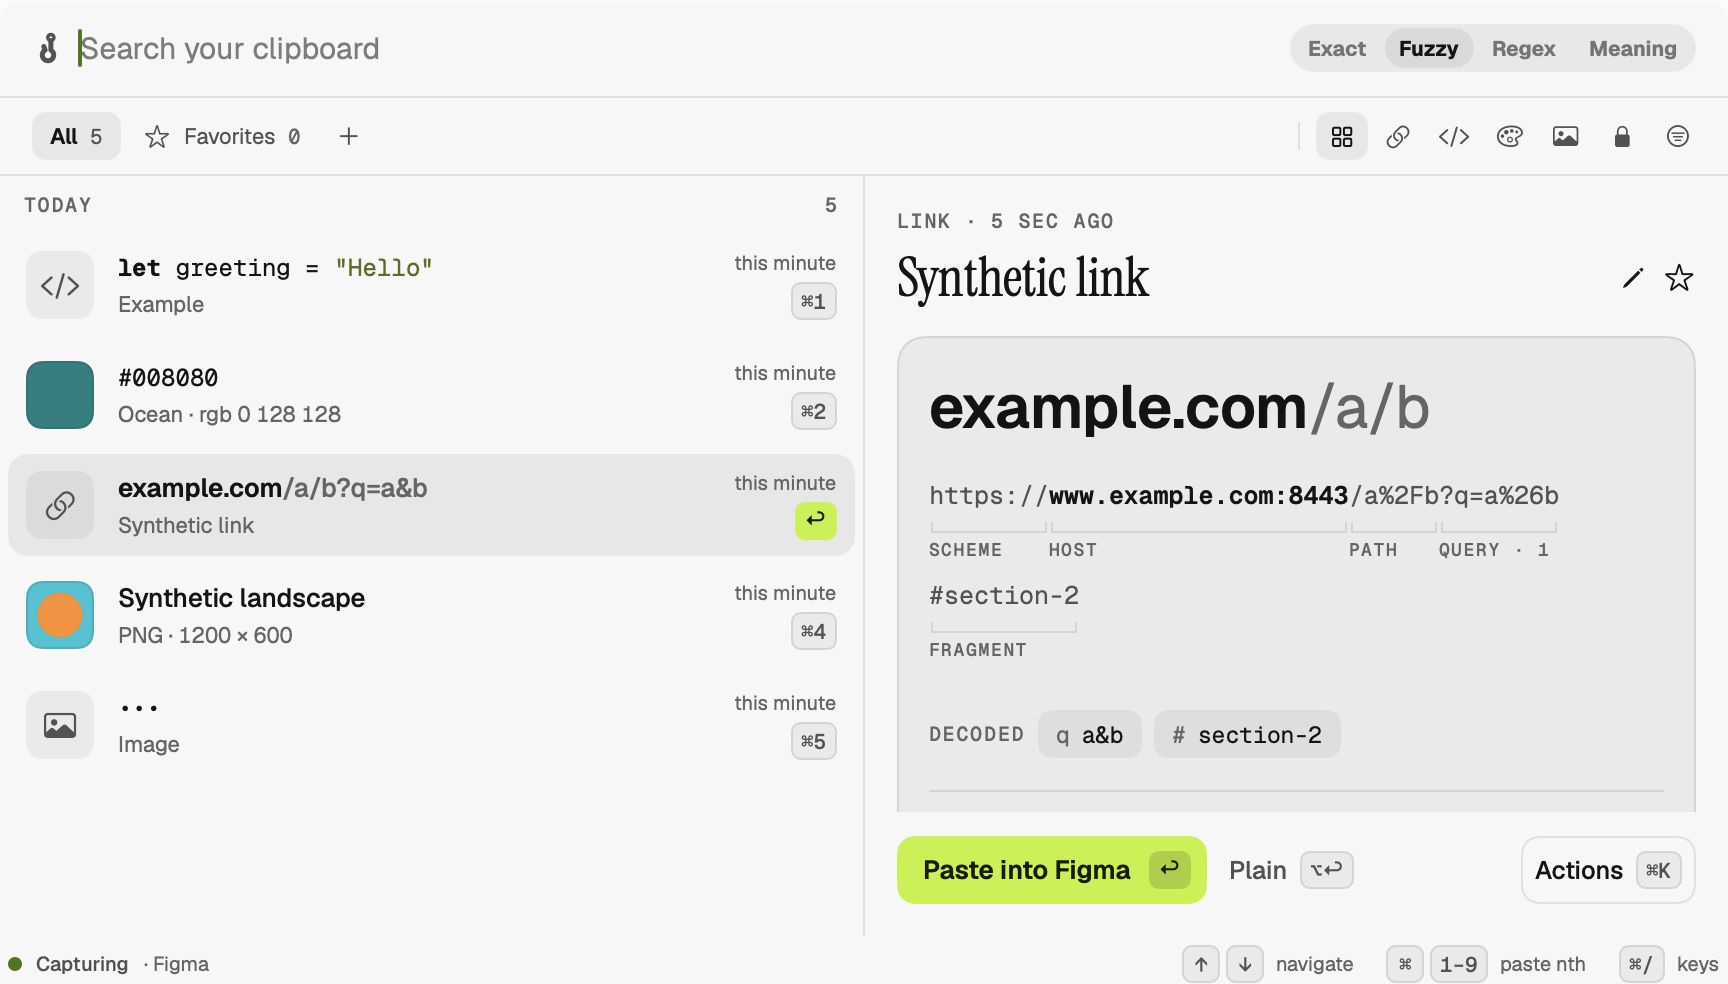 Search your clipboard
Exact Fuzzy Regex Meaning
All 5 Favorites 0
TODAY 5
let greeting = "Hello"
Example
this minute
⌘1
#008080
Ocean · rgb 0 128 128
this minute
⌘2
example.com/a/b?q=a&b
Synthetic link
this minute
Synthetic landscape
PNG · 1200 × 600
this minute
⌘4
...
Image
this minute
⌘5
LINK · 5 SEC AGO
Synthetic link
example.com/a/b
https://www.example.com:8443/a%2Fb?q=a%26b
SCHEME HOST PATH QUERY · 1
#section-2
FRAGMENT
DECODED q a&b # section-2
Paste into Figma ↩ Plain ⌥↩ Actions ⌘K
Capturing · Figma
↑ ↓ navigate ⌘ 1-9 paste nth ⌘/ keys